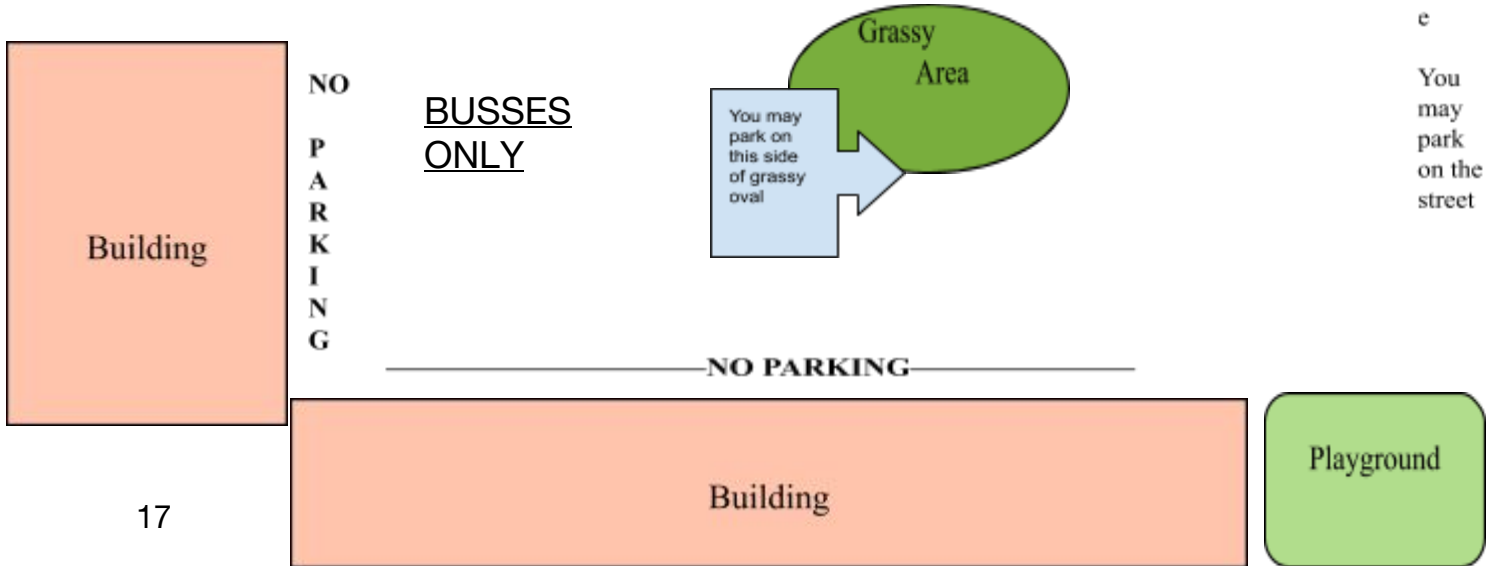 Building
NO
P
A
R
K
I
N
G
BUSSES
ONLY
Grassy
Area
You may
park on
this side
of grassy
oval
e
You
may
park
on the
street
NO PARKING
Building
Playground
17